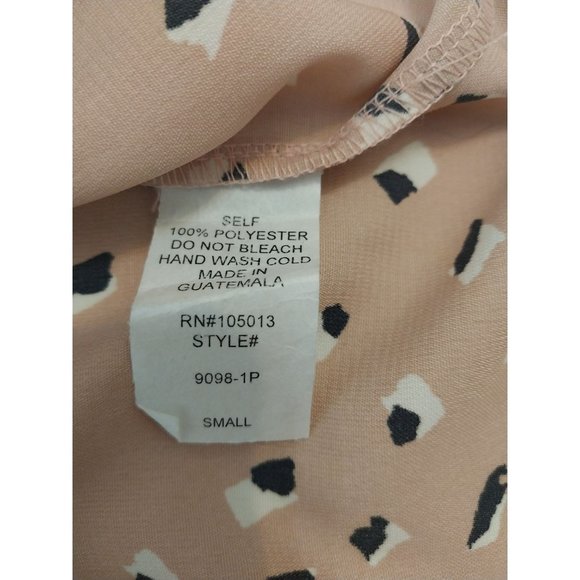 SELF
100% POLYESTER
DO NOT BLEACH
HAND WASH COLD
MADE IN
GUATEMALA
RN#105013
STYLE#
9098-1P
SMALL